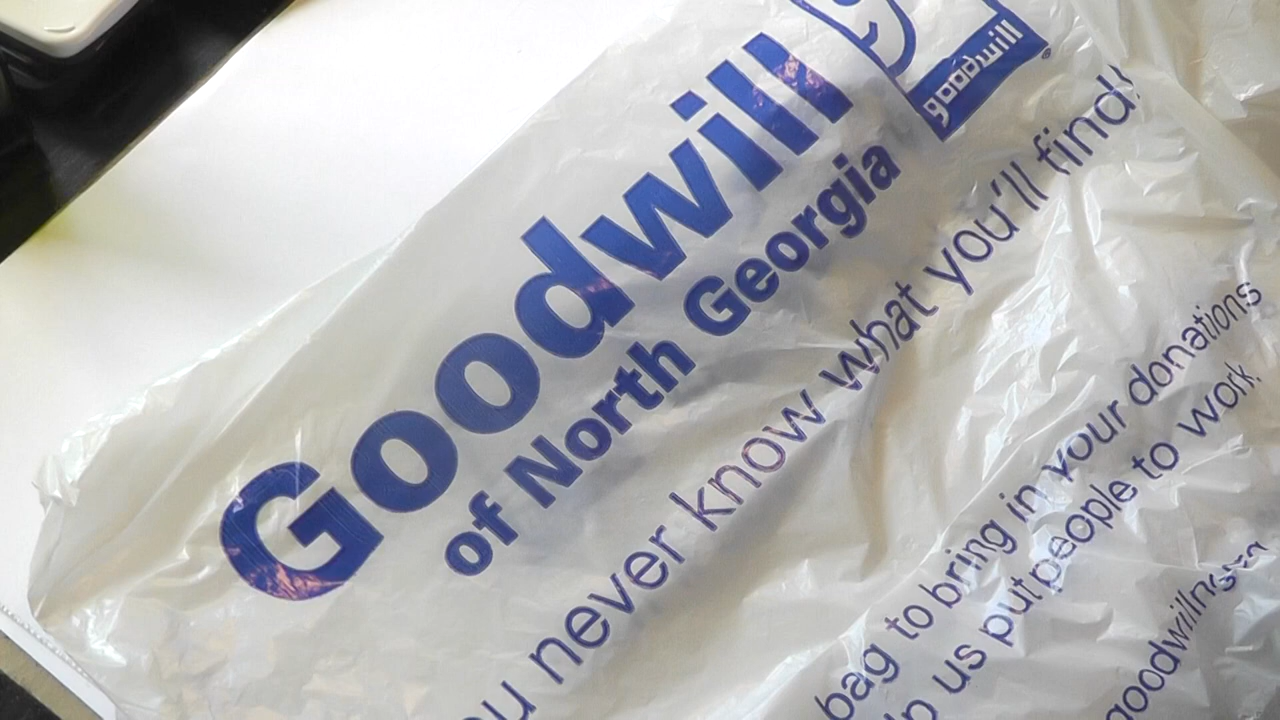 goodwill
Goodwill
of North Georgia
ou never know what you'll find!
bag to bring in your donations
p us put people to work.